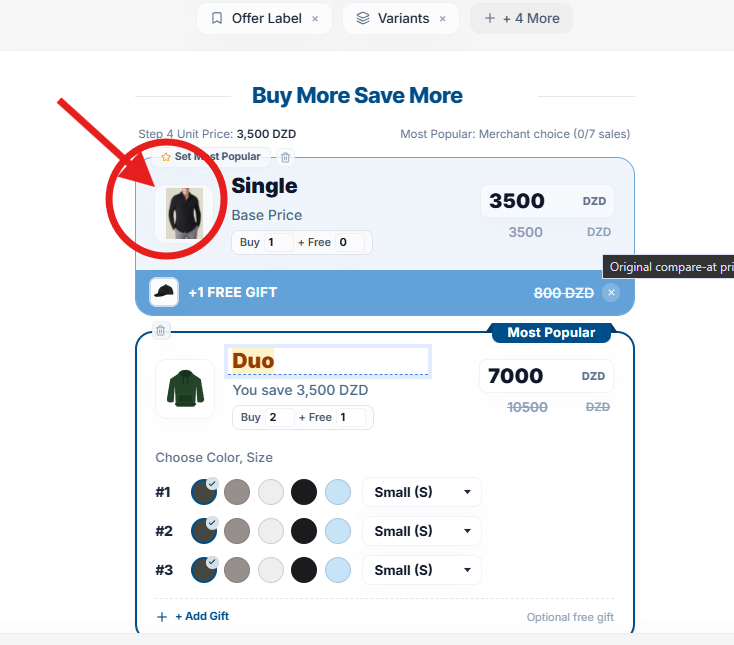 Offer Label ×
Variants ×
+ + 4 More
Buy More Save More
Step 4 Unit Price: 3,500 DZD
Most Popular: Merchant choice (0/7 sales)
Set Most Popular
Single
3500 DZD
Base Price
3500 DZD
Buy 1 + Free 0
Original compare-at
+1 FREE GIFT
800 DZD ×
Most Popular
Duo
7000 DZD
You save 3,500 DZD
10500 DZD
Buy 2 + Free 1
Choose Color, Size
#1 Small (S)
#2 Small (S)
#3 Small (S)
+ + Add Gift
Optional free gift